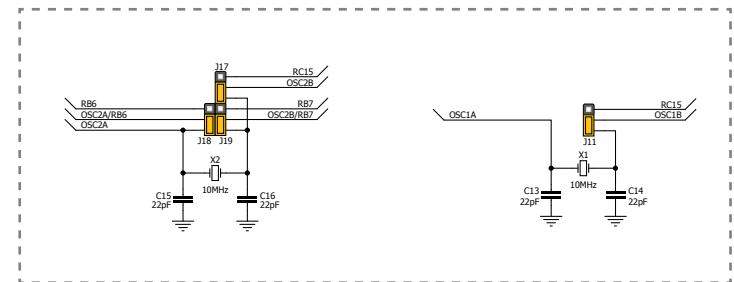 J17
RC15
OSC2B
RB6
RB7
OSC2A/RB6
OSC2B/RB7
OSC2A
J18
J19
X2
10MHz
C15
22pF
C16
22pF
RC15
OSC1A
OSC1B
J11
X1
10MHz
C13
22pF
C14
22pF